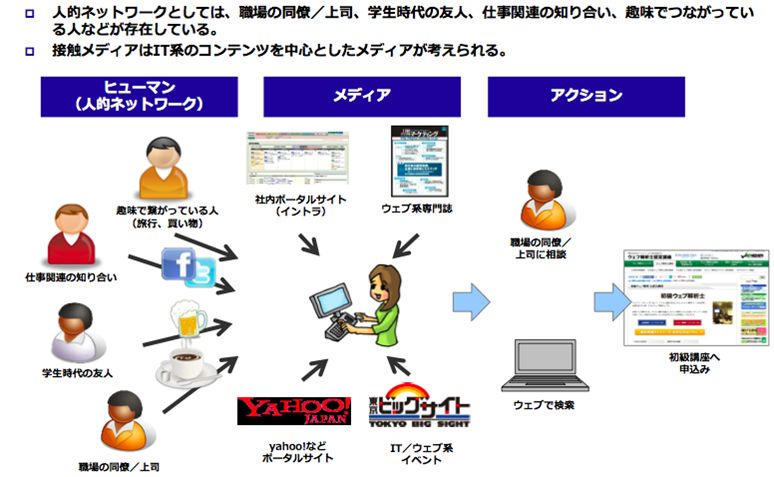 人的ネットワークとしては、職場の同僚／上司、学生時代の友人、仕事関連の知り合い、趣味でつながってい
る人などが存在している。
接触メディアはIT系のコンテンツを中心としたメディアが考えられる。
ヒューマン
（人的ネットワーク）
メディア
アクション
趣味で繋がっている人
（旅行、買い物）
仕事関連の知り合い
学生時代の友人
職場の同僚／上司
社内ポータルサイト
（イントラ）
マーケティング
ウェブ系専門誌
YAHOO!
JAPAN
yahoo!など
ポータルサイト
東京ビッグサイト
TOKYO BIG SIGHT
IT／ウェブ系
イベント
職場の同僚／
上司に相談
ウェブで検索
初級ウェブ解析士
初級講座へ
申込み